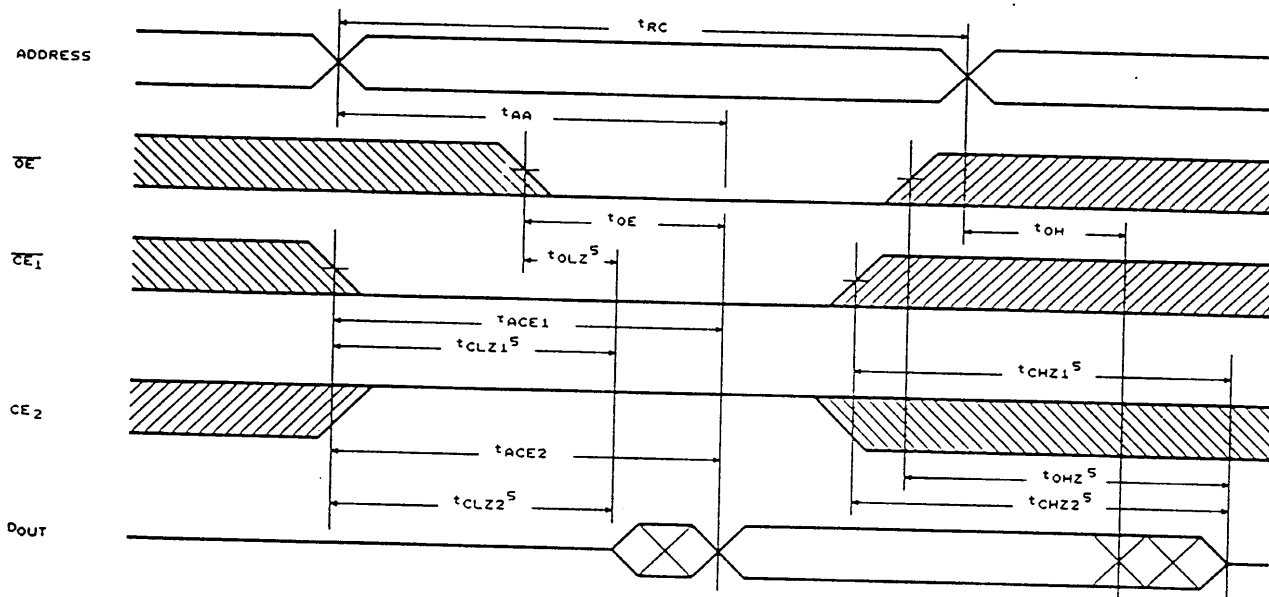 tRC
ADDRESS
tAA
OE
tOE
tOH
tOLZ5
CE1
tACE1
tCLZ15
tCHZ15
CE2
tACE2
tOHZ5
tCLZ25
tCHZ25
DOUT